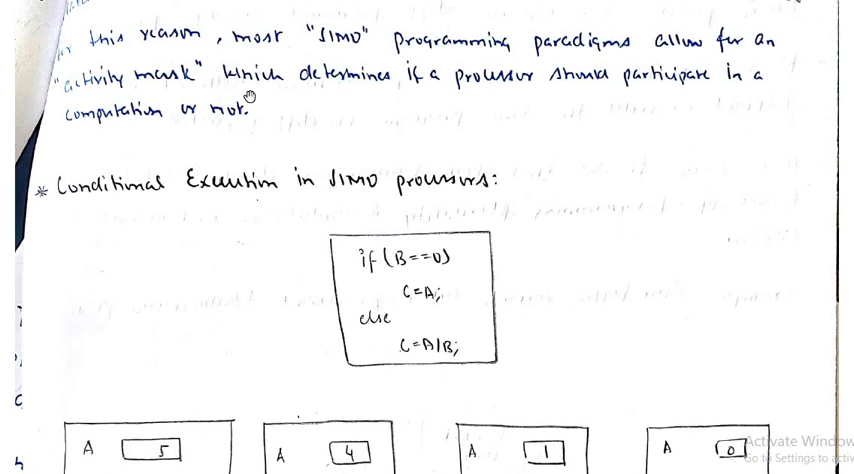 this reason, most "SIMD" programming paradigms allow for an
"activity mask" which determines if a processor should participate in a
computation or not.
* Conditional Execution in SIMD processors:
if (B==0)
C=A;
else
C=A/B;
A 5 A 4 A 1 A 0
Activate Window
Go to Settings to activ